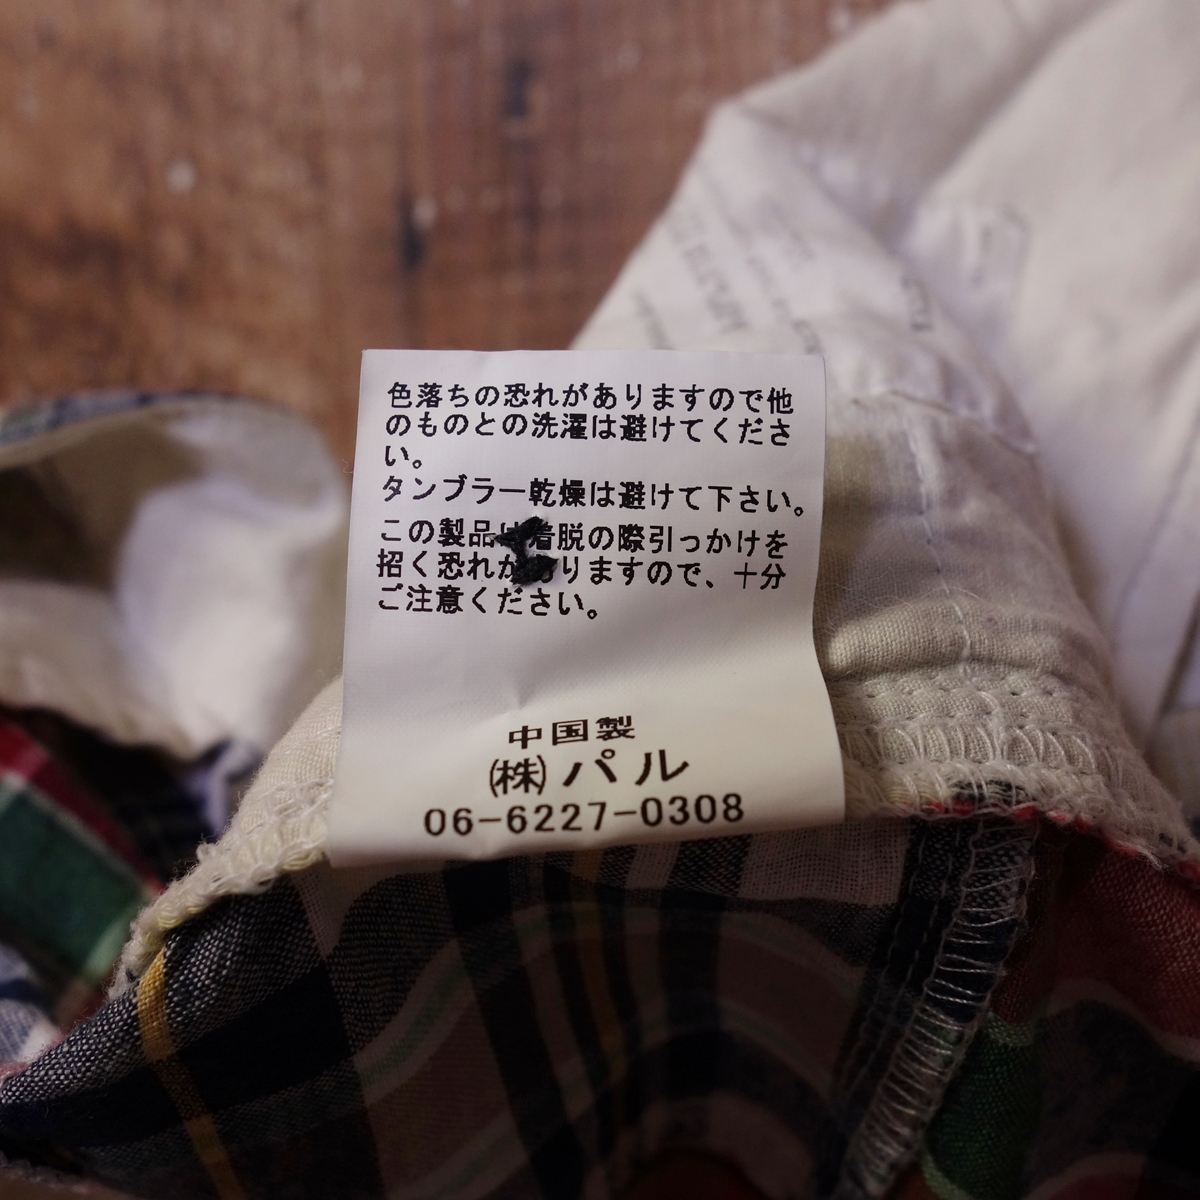 色落ちの恐れがありますので他
のものとの洗濯は避けてくださ
い。
タンブラー乾燥は避けて下さい。
この製品は着脱の際引っかけを
招く恐れがありますので、十分
ご注意ください。
中国製
㈱パル
06-6227-0308